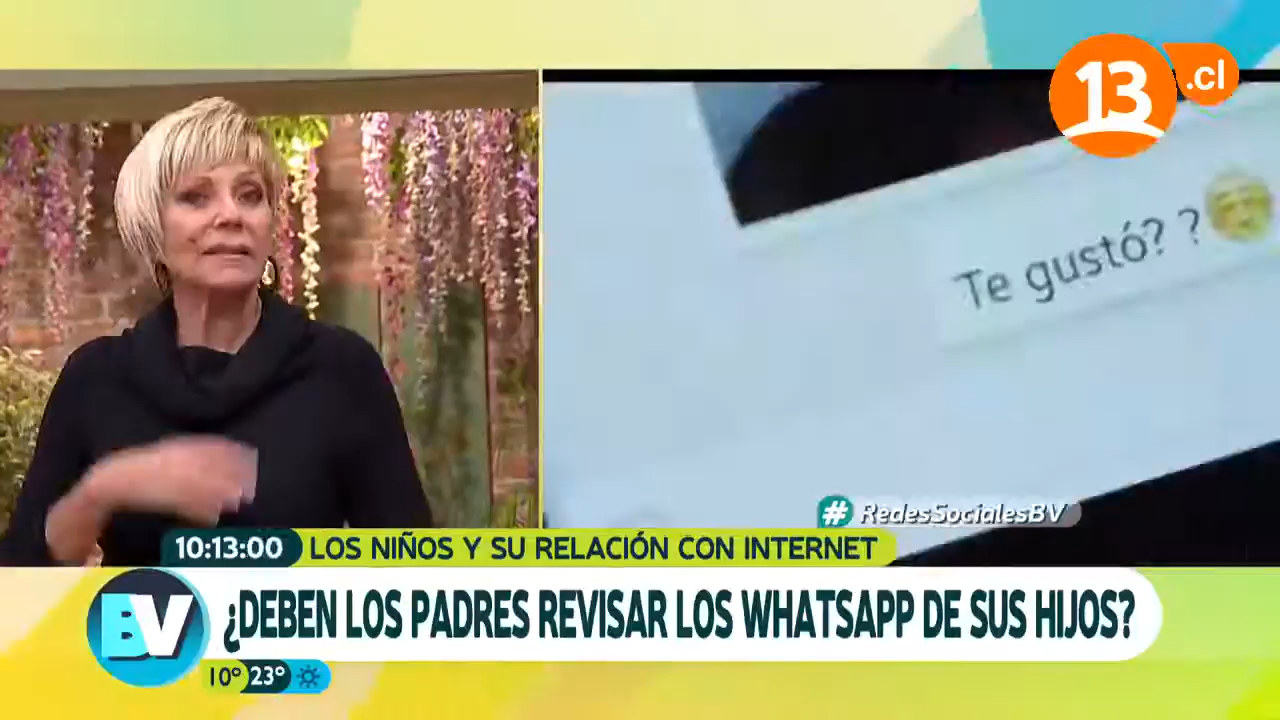 13 .cl
Te gustó? ?
# RedesSocialesBV
10:13:00 LOS NIÑOS Y SU RELACIÓN CON INTERNET
BV ¿DEBEN LOS PADRES REVISAR LOS WHATSAPP DE SUS HIJOS?
10° 23°